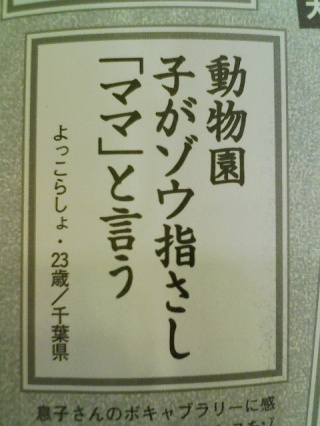 動物園
子がゾウ指さし
「ママ」と言う
よっこらしょ・23歳／千葉県
息子さんのボキャブラリーに感